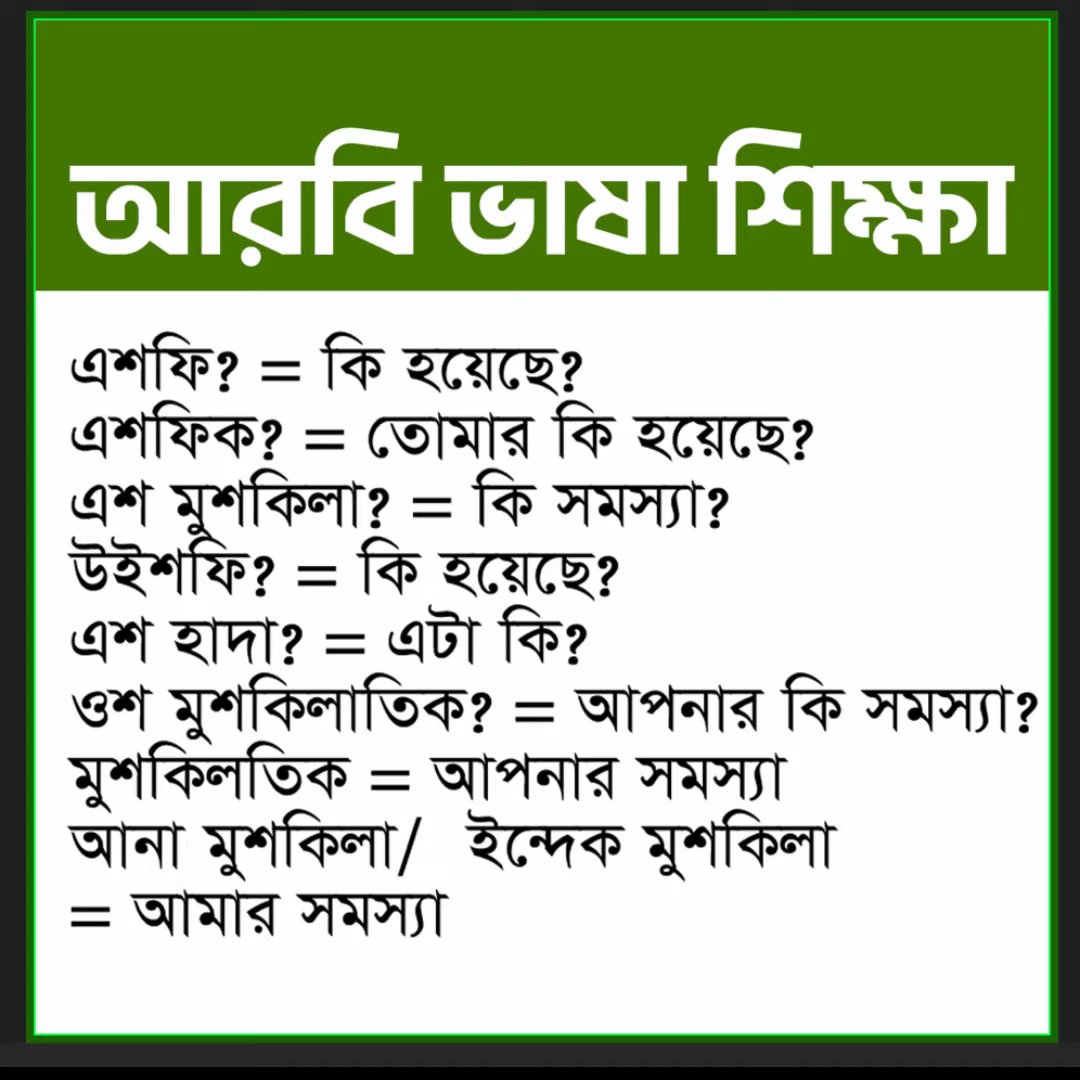 আরবি ভাষা শিক্ষা
এশফি? = কি হয়েছে?
এশফিক? = তোমার কি হয়েছে?
এশ মুশকিলা? = কি সমস্যা?
উইশফি? = কি হয়েছে?
এশ হাদা? = এটা কি?
ওশ মুশকিলাতিক? = আপনার কি সমস্যা?
মুশকিলতিক = আপনার সমস্যা
আনা মুশকিলা/ ইন্দেক মুশকিলা
= আমার সমস্যা